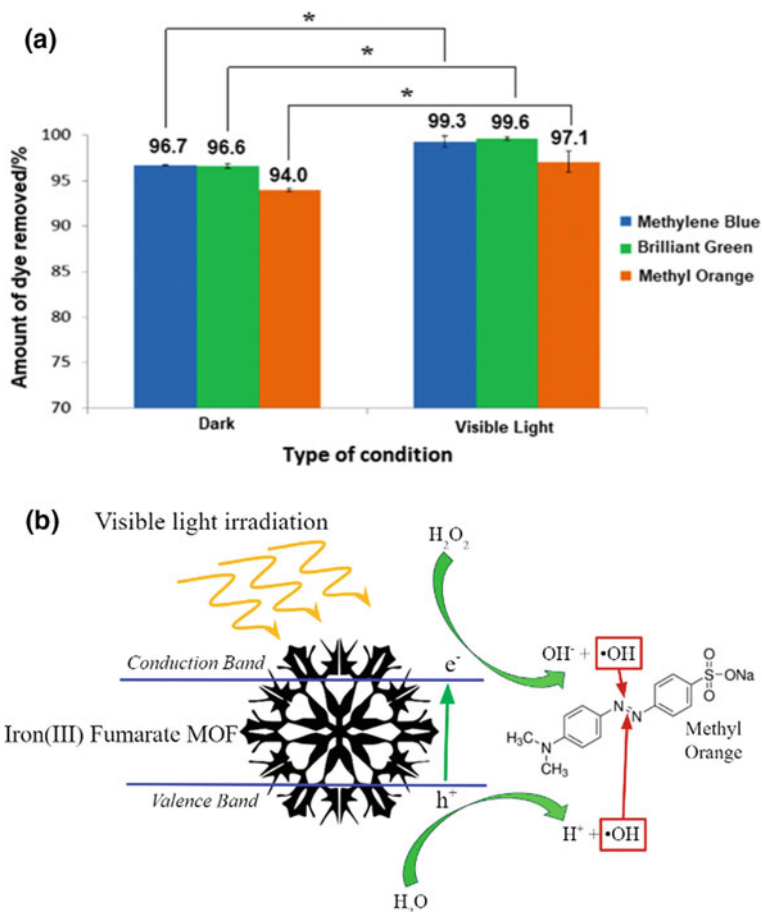 (a)
*
*
*
100
95
90
85
80
75
70
Amount of dye removed/%
96.7
96.6
94.0
99.3
99.6
97.1
Methylene Blue
Brilliant Green
Methyl Orange
Dark
Visible Light
Type of condition
(b)
Visible light irradiation
H₂O₂
Conduction Band
e⁻
OH⁻ + •OH
O
S
ONa
O
Iron(III) Fumarate MOF
N
N
H₃C
N
CH₃
Methyl
Orange
Valence Band
h⁺
H⁺ + •OH
H₂O